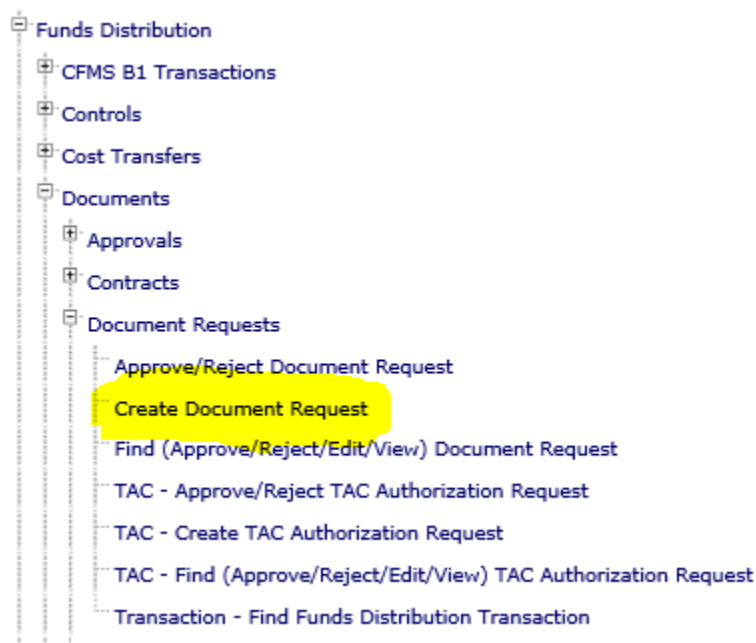 Funds Distribution
CFMS B1 Transactions
Controls
Cost Transfers
Documents
Approvals
Contracts
Document Requests
Approve/Reject Document Request
Create Document Request
Find (Approve/Reject/Edit/View) Document Request
TAC - Approve/Reject TAC Authorization Request
TAC - Create TAC Authorization Request
TAC - Find (Approve/Reject/Edit/View) TAC Authorization Request
Transaction - Find Funds Distribution Transaction